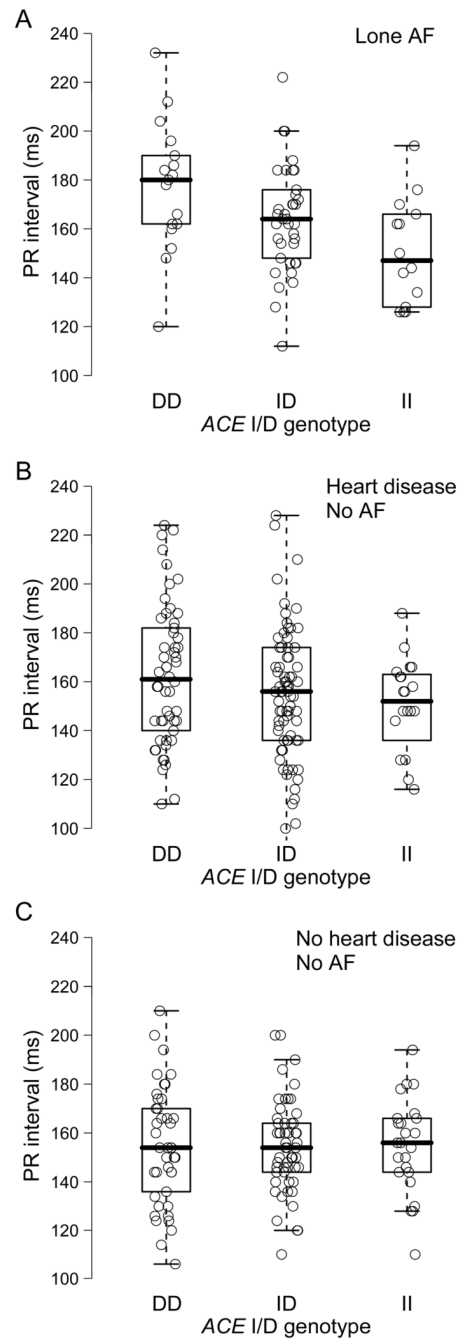 A
Lone AF
240
220
200
180
160
140
120
100
PR interval (ms)
DD ID II
ACE I/D genotype
B
Heart disease
No AF
240
220
200
180
160
140
120
100
PR interval (ms)
DD ID II
ACE I/D genotype
C
No heart disease
No AF
240
220
200
180
160
140
120
100
PR interval (ms)
DD ID II
ACE I/D genotype